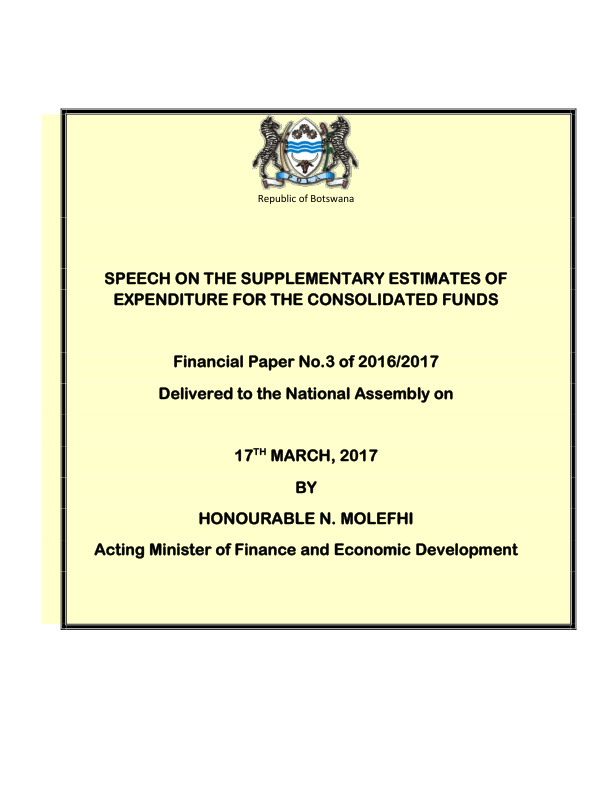 Republic of Botswana
SPEECH ON THE SUPPLEMENTARY ESTIMATES OF
EXPENDITURE FOR THE CONSOLIDATED FUNDS
Financial Paper No.3 of 2016/2017
Delivered to the National Assembly on
17TH MARCH, 2017
BY
HONOURABLE N. MOLEFHI
Acting Minister of Finance and Economic Development